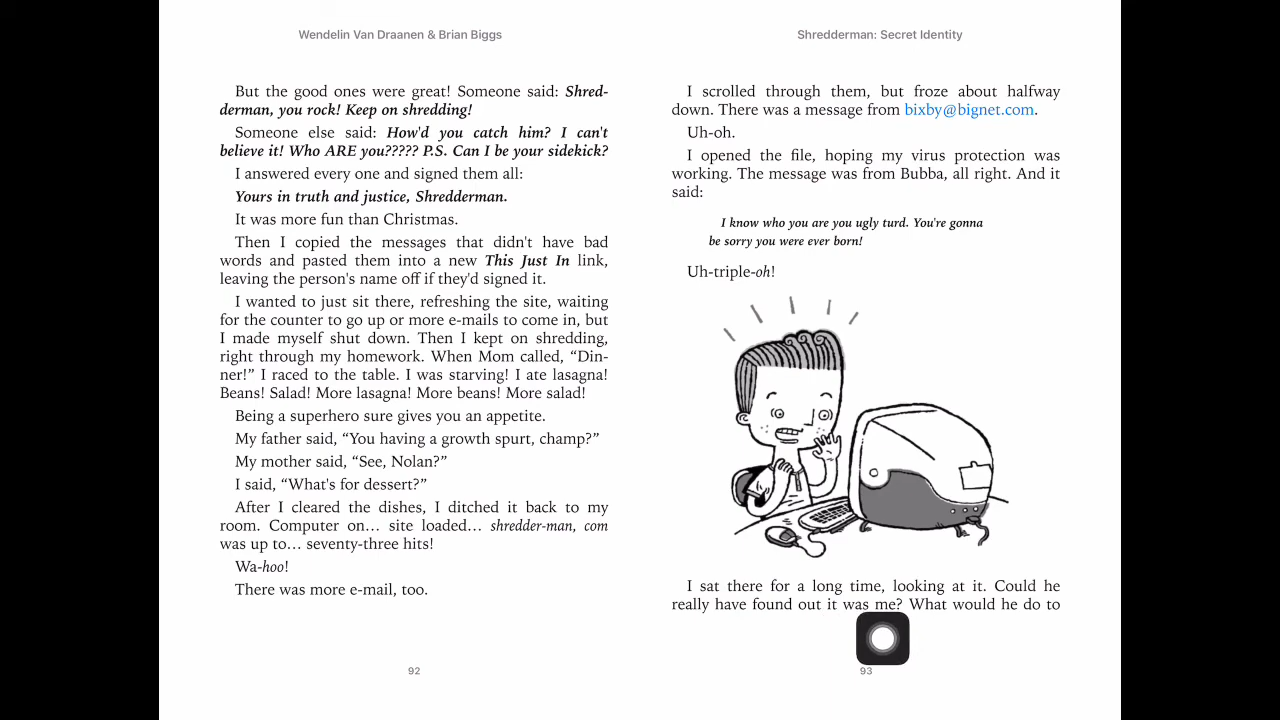 Wendelin Van Draanen & Brian Biggs
But the good ones were great! Someone said: Shred-
derman, you rock! Keep on shredding!
Someone else said: How'd you catch him? I can't
believe it! Who ARE you????? P.S. Can I be your sidekick?
I answered every one and signed them all:
Yours in truth and justice, Shredderman.
It was more fun than Christmas.
Then I copied the messages that didn't have bad
words and pasted them into a new This Just In link,
leaving the person's name off if they'd signed it.
I wanted to just sit there, refreshing the site, waiting
for the counter to go up or more e-mails to come in, but
I made myself shut down. Then I kept on shredding,
right through my homework. When Mom called, “Din-
ner!” I raced to the table. I was starving! I ate lasagna!
Beans! Salad! More lasagna! More beans! More salad!
Being a superhero sure gives you an appetite.
My father said, “You having a growth spurt, champ?”
My mother said, “See, Nolan?”
I said, “What's for dessert?”
After I cleared the dishes, I ditched it back to my
room. Computer on… site loaded… shredder-man, com
was up to… seventy-three hits!
Wa-hoo!
There was more e-mail, too.
92
Shredderman: Secret Identity
I scrolled through them, but froze about halfway
down. There was a message from bixby@bignet.com.
Uh-oh.
I opened the file, hoping my virus protection was
working. The message was from Bubba, all right. And it
said:
I know who you are you ugly turd. You're gonna
be sorry you were ever born!
Uh-triple-oh!
I sat there for a long time, looking at it. Could he
really have found out it was me? What would he do to
93